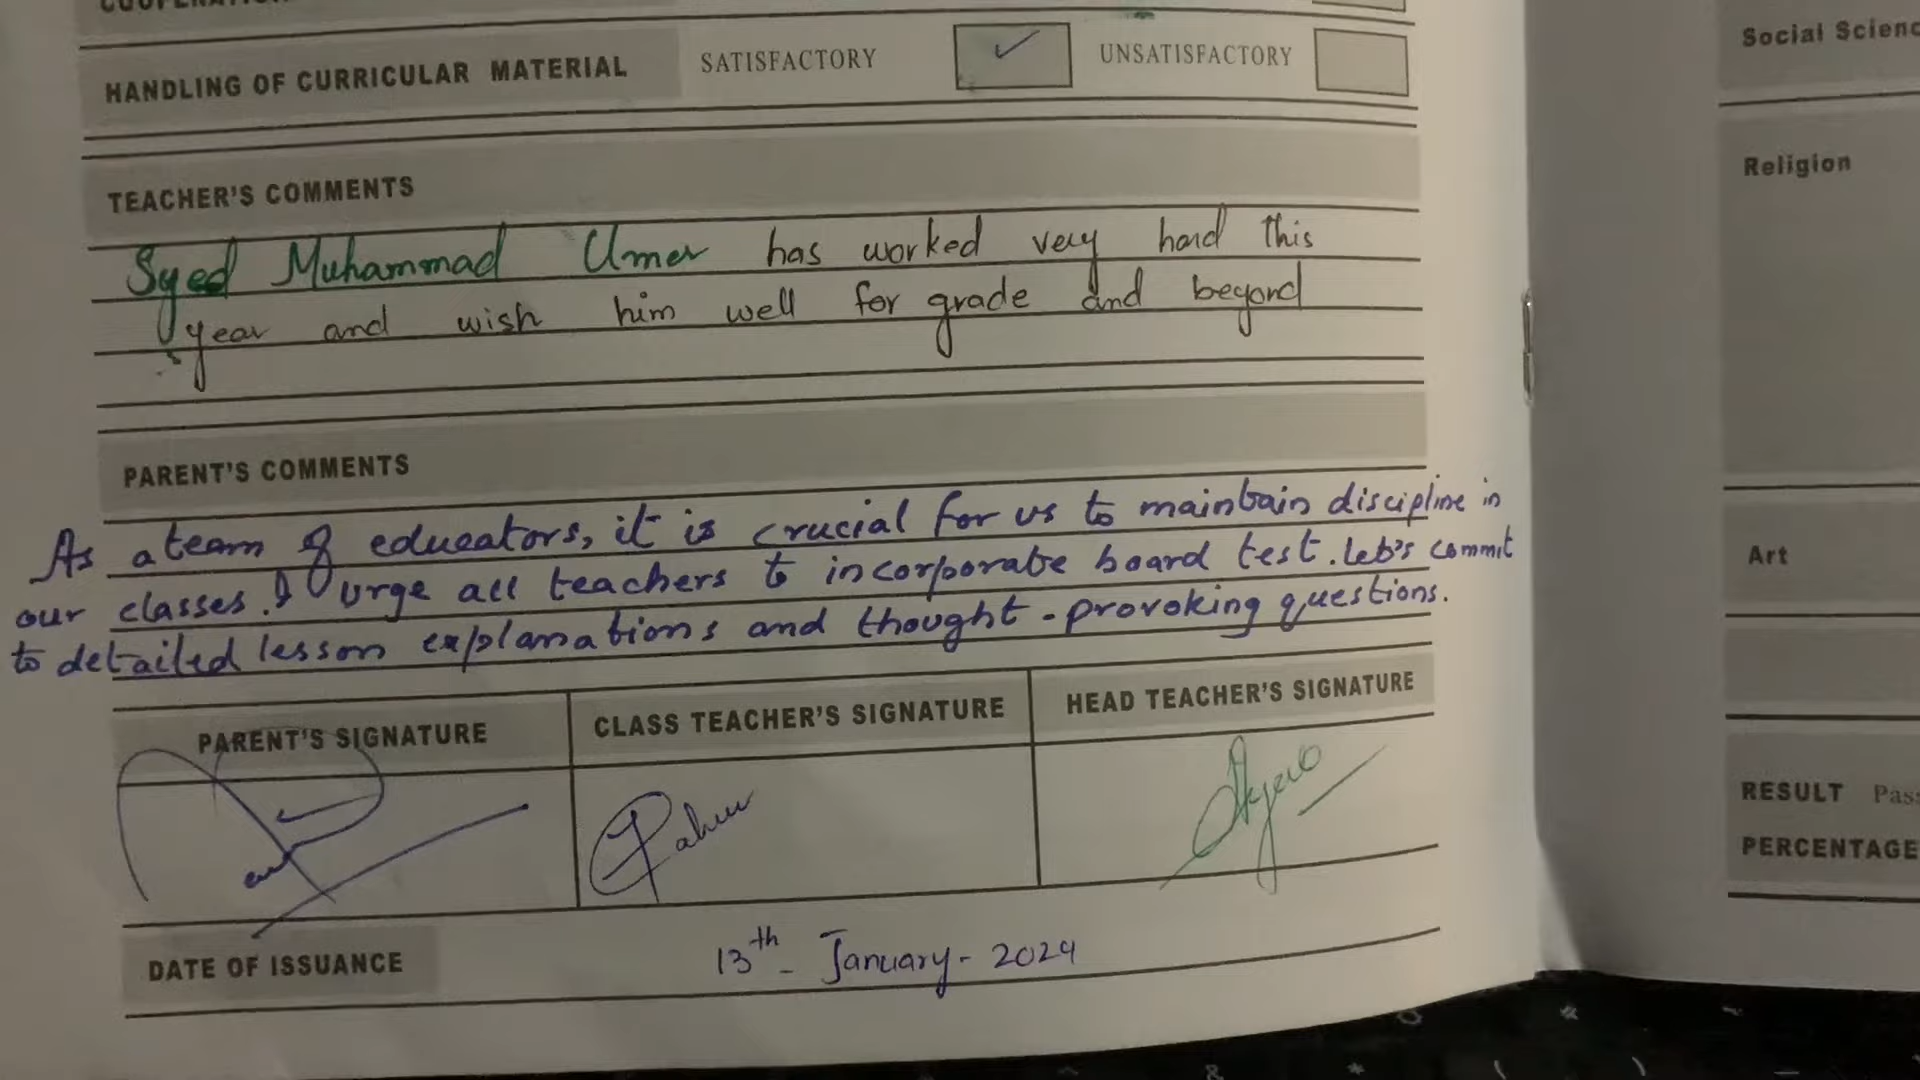 HANDLING OF CURRICULAR MATERIAL SATISFACTORY ✓ UNSATISFACTORY
TEACHER'S COMMENTS
Syed Muhammad Umer has worked very hard this
year and wish him well for grade and beyond
PARENT'S COMMENTS
As a team of educators, it is crucial for us to maintain discipline in
our classes. I urge all teachers to incorporate board test. Let's commit
to detailed lesson explanations and thought-provoking questions.
PARENT'S SIGNATURE CLASS TEACHER'S SIGNATURE HEAD TEACHER'S SIGNATURE
DATE OF ISSUANCE 13th - January - 2024
Social Scienc
Religion
Art
RESULT Pass
PERCENTAGE